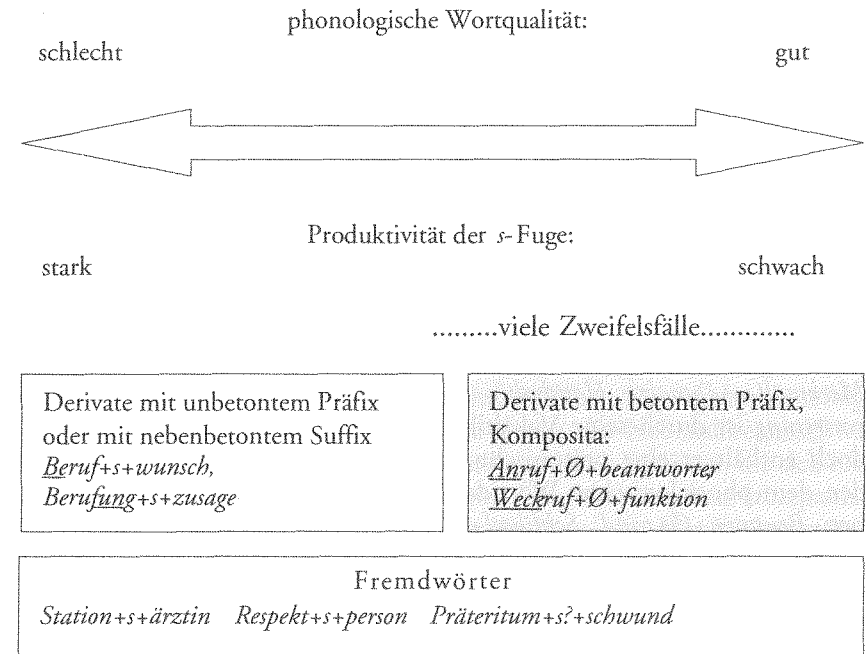 phonologische Wortqualität:
schlecht gut
Produktivität der s-Fuge:
stark schwach
.........viele Zweifelsfälle.............
Derivate mit unbetontem Präfix
oder mit nebenbetontem Suffix
Beruf+s+wunsch,
Berufung+s+zusage
Derivate mit betontem Präfix,
Komposita:
Anruf+Ø+beantworter,
Weckruf+Ø+funktion
Fremdwörter
Station+s+ärztin Respekt+s+person Präteritum+s?+schwund